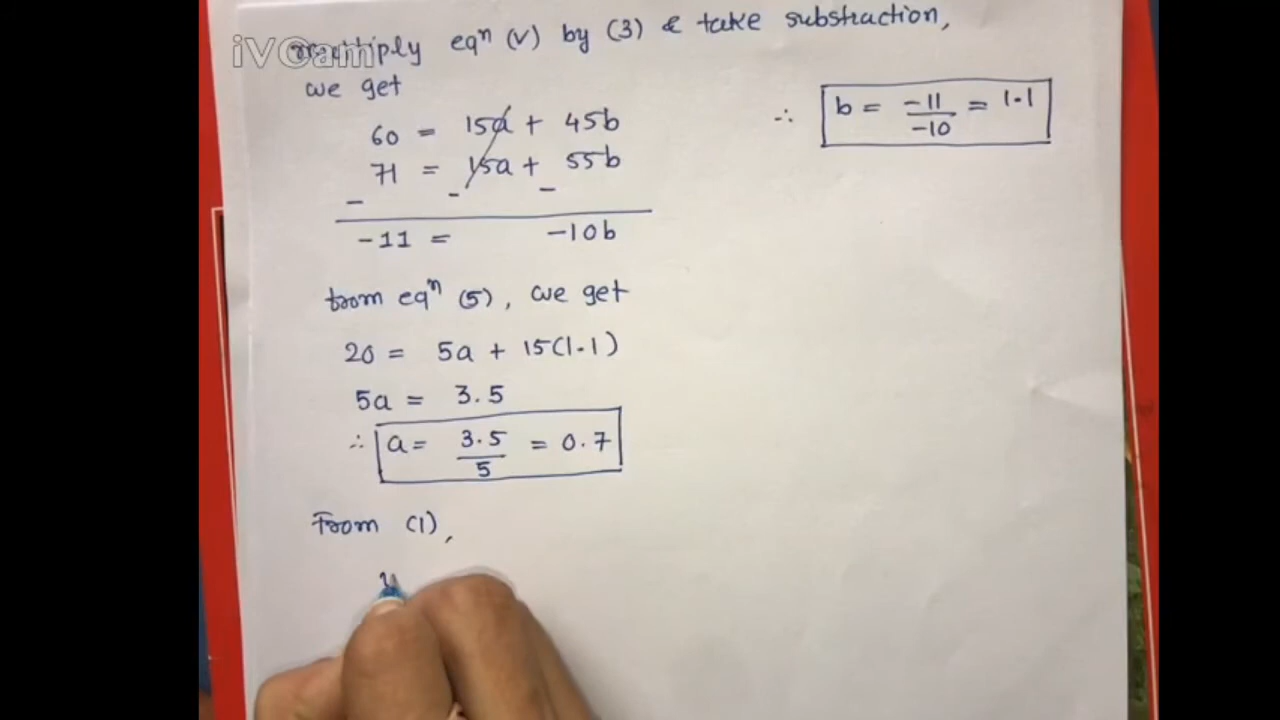 iVCam
multiply eqⁿ (v) by (3) & take substraction,
we get
60 = 15a + 45b
71 = 15a + 55b
- - -
-11 = -10b
∴ b = -11/-10 = 1.1
from eqⁿ (5), we get
20 = 5a + 15(1.1)
5a = 3.5
∴ a = 3.5/5 = 0.7
From (1),